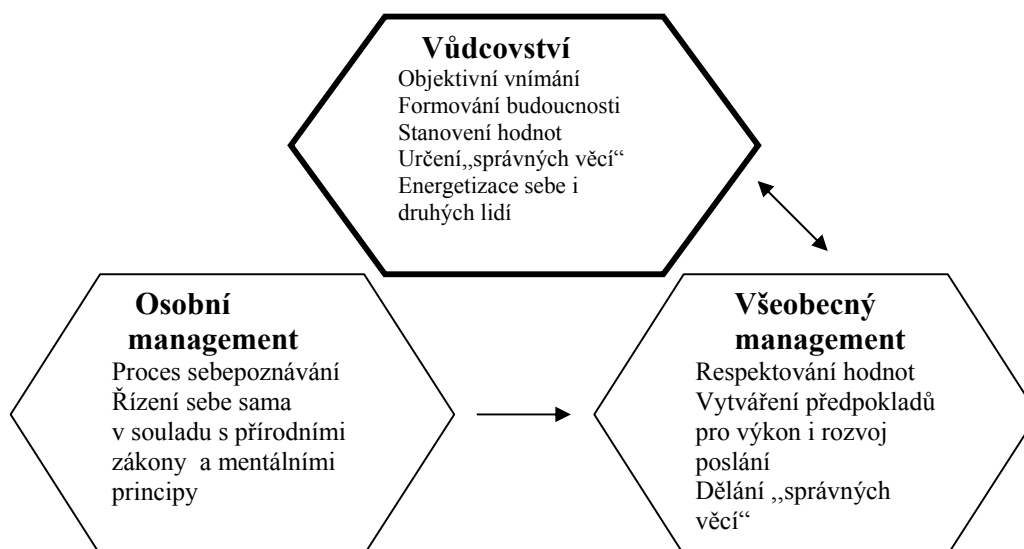 Vůdcovství
Objektivní vnímání
Formování budoucnosti
Stanovení hodnot
Určení,,správných věcí“
Energetizace sebe i
druhých lidí
Osobní
management
Proces sebepoznávání
Řízení sebe sama
v souladu s přírodními
zákony a mentálními
principy
Všeobecný
management
Respektování hodnot
Vytváření předpokladů
pro výkon i rozvoj
poslání
Dělání ,,správných
věcí“